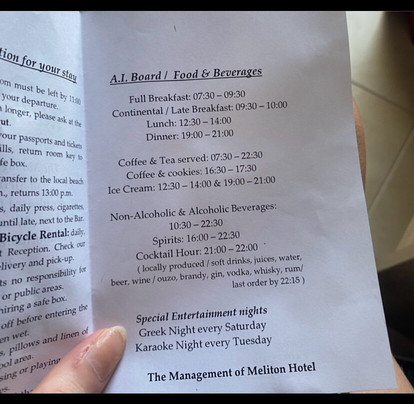 tion for your stay
om must be left by 11:00
your departure.
longer, please ask at the
ut.
our passports and tickets
ills, return room key to
fe box.
ansfer to the local beach
n., returns 13:00 p.m.
s, daily press, cigarettes,
until late, next to the Bar.
Bicycle Rental: daily,
t Reception. Check our
livery and pick-up.
ts no responsibility for
or public areas.
hiring a safe box.
off before entering the
en wet.
s, pillows and linen of
ool area.
sing or playing
A.I. Board / Food & Beverages
Full Breakfast: 07:30 – 09:30
Continental / Late Breakfast: 09:30 – 10:00
Lunch: 12:30 – 14:00
Dinner: 19:00 – 21:00
Coffee & Tea served: 07:30 – 22:30
Coffee & cookies: 16:30 – 17:30
Ice Cream: 12:30 – 14:00 & 19:00 – 21:00
Non-Alcoholic & Alcoholic Beverages:
10:30 – 22:30
Spirits: 16:00 – 22:30
Cocktail Hour: 21:00 – 22:00
( locally produced / soft drinks, juices, water,
beer, wine / ouzo, brandy, gin, vodka, whisky, rum/
last order by 22:15 )
Special Entertainment nights
Greek Night every Saturday
Karaoke Night every Tuesday
The Management of Meliton Hotel